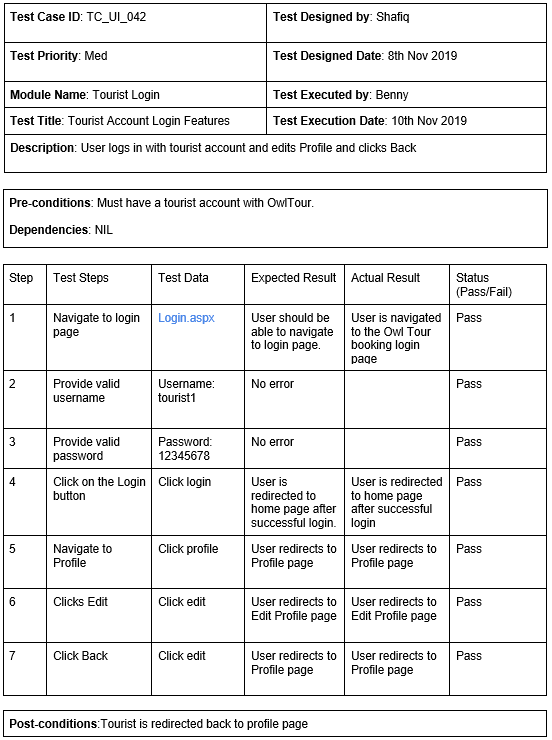 Test Case ID: TC_UI_042
Test Designed by: Shafiq
Test Priority: Med
Test Designed Date: 8th Nov 2019
Module Name: Tourist Login
Test Executed by: Benny
Test Title: Tourist Account Login Features
Test Execution Date: 10th Nov 2019
Description: User logs in with tourist account and edits Profile and clicks Back
Pre-conditions: Must have a tourist account with OwlTour.
Dependencies: NIL
Step
Test Steps
Test Data
Expected Result
Actual Result
Status
(Pass/Fail)
1
Navigate to login
page
Login.aspx
User should be
able to navigate
to login page.
User is navigated
to the Owl Tour
booking login
page
Pass
2
Provide valid
username
Username:
tourist1
No error
Pass
3
Provide valid
password
Password:
12345678
No error
Pass
4
Click on the Login
button
Click login
User is
redirected to
home page after
successful login.
User is redirected
to home page
after successful
login
Pass
5
Navigate to
Profile
Click profile
User redirects to
Profile page
User redirects to
Profile page
Pass
6
Clicks Edit
Click edit
User redirects to
Edit Profile page
User redirects to
Edit Profile page
Pass
7
Click Back
Click edit
User redirects to
Profile page
User redirects to
Profile page
Pass
Post-conditions:Tourist is redirected back to profile page